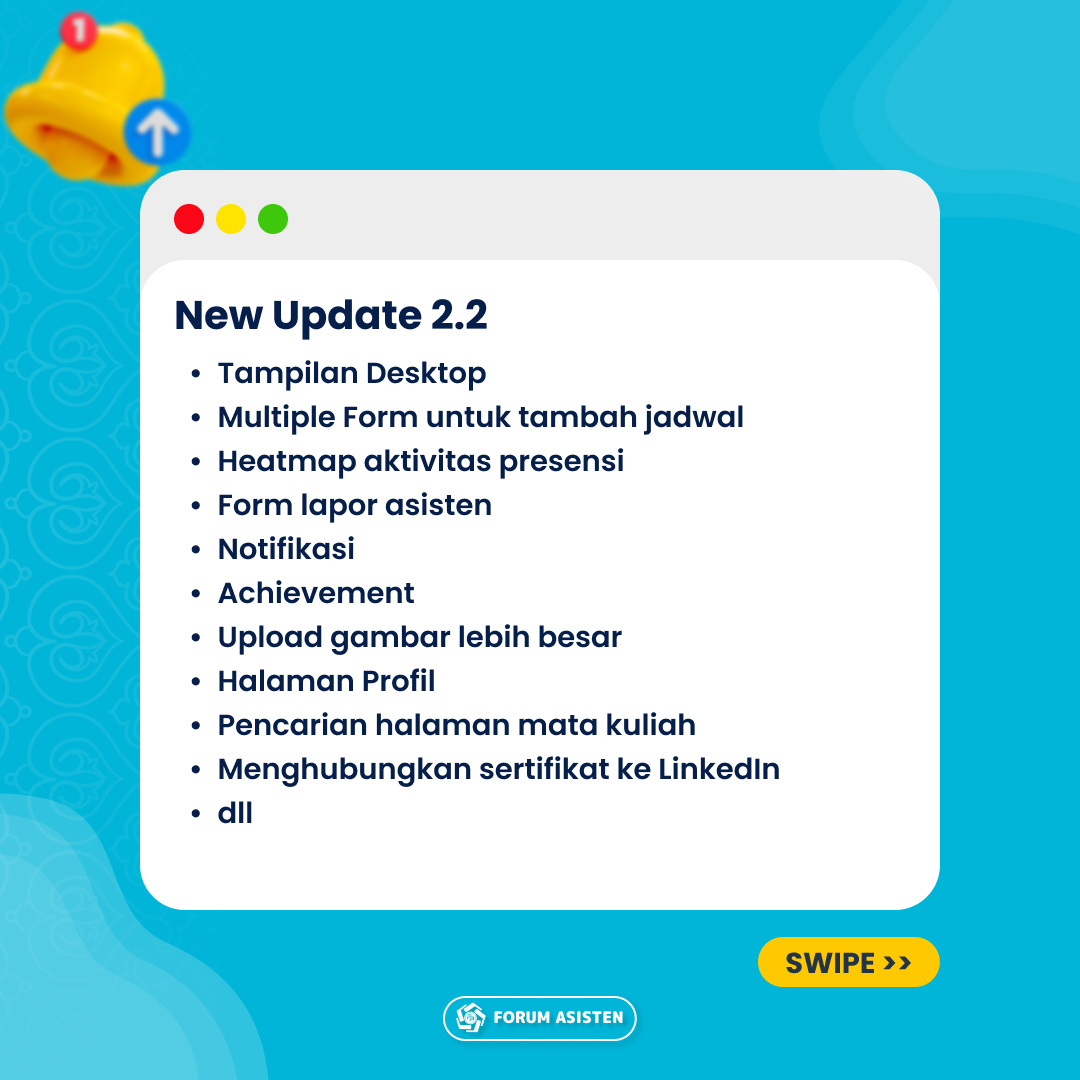 1
New Update 2.2
• Tampilan Desktop
• Multiple Form untuk tambah jadwal
• Heatmap aktivitas presensi
• Form lapor asisten
• Notifikasi
• Achievement
• Upload gambar lebih besar
• Halaman Profil
• Pencarian halaman mata kuliah
• Menghubungkan sertifikat ke LinkedIn
• dll
SWIPE >>
FORUM ASISTEN